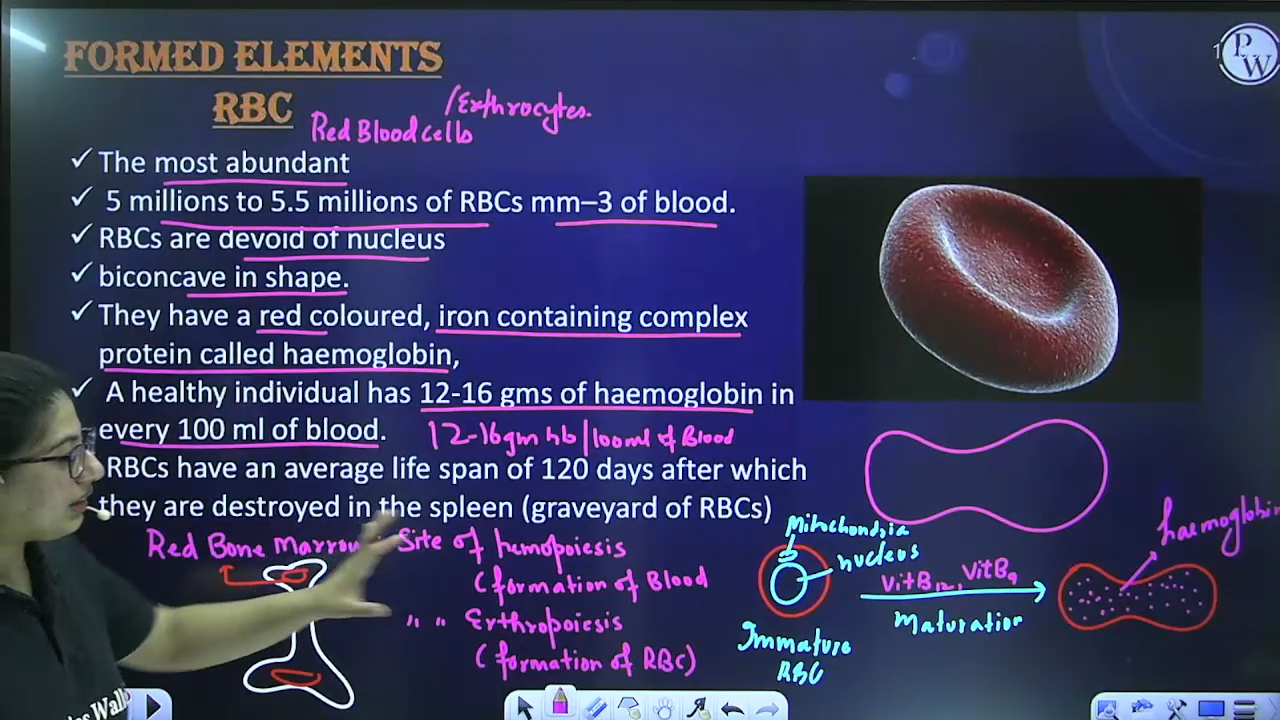 FORMED ELEMENTS
RBC
/Erthrocytes.
Red Blood cells
PW
✓ The most abundant
✓ 5 millions to 5.5 millions of RBCs mm–3 of blood.
✓ RBCs are devoid of nucleus
✓ biconcave in shape.
✓ They have a red coloured, iron containing complex
protein called haemoglobin,
✓ A healthy individual has 12-16 gms of haemoglobin in
every 100 ml of blood.
12-16gm hb/100ml of Blood
RBCs have an average life span of 120 days after which
they are destroyed in the spleen (graveyard of RBCs)
Red Bone Marrow : Site of hemopoiesis
(formation of Blood
" " Erthropoiesis
(formation of RBC)
Mitochondria
nucleus
Immature
RBC
Vit B12, Vit B9
Maturation
haemoglobin